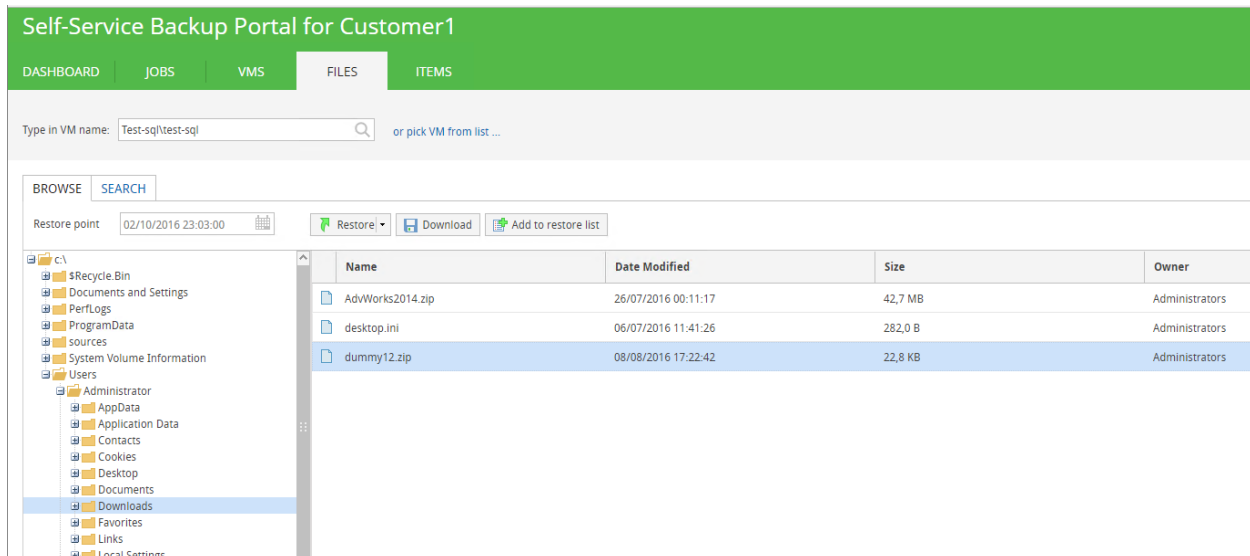 Self-Service Backup Portal for Customer1
DASHBOARD JOBS VMS FILES ITEMS
Type in VM name: Test-sql\test-sql or pick VM from list ...
BROWSE SEARCH
Restore point 02/10/2016 23:03:00 Restore Download Add to restore list
c:\
$Recycle.Bin
Documents and Settings
PerfLogs
ProgramData
sources
System Volume Information
Users
Administrator
AppData
Application Data
Contacts
Cookies
Desktop
Documents
Downloads
Favorites
Links
Local Settings
Name Date Modified Size Owner
AdvWorks2014.zip 26/07/2016 00:11:17 42,7 MB Administrators
desktop.ini 06/07/2016 11:41:26 282,0 B Administrators
dummy12.zip 08/08/2016 17:22:42 22,8 KB Administrators